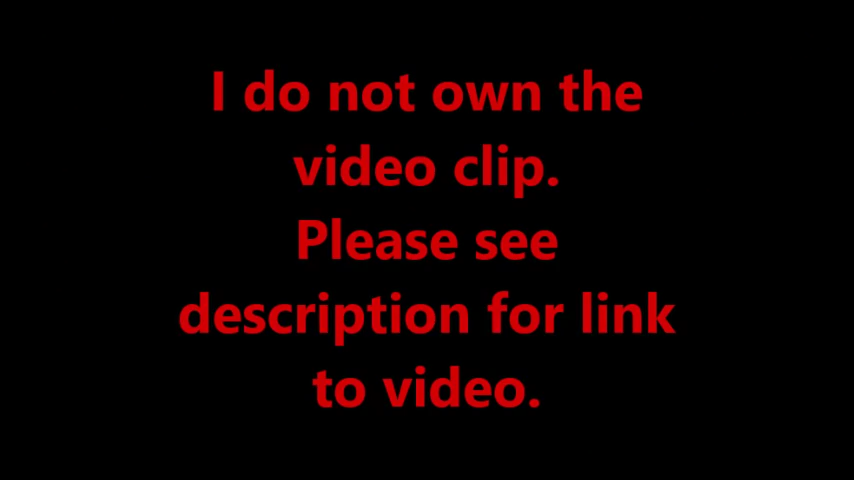 I do not own the
video clip.
Please see
description for link
to video.